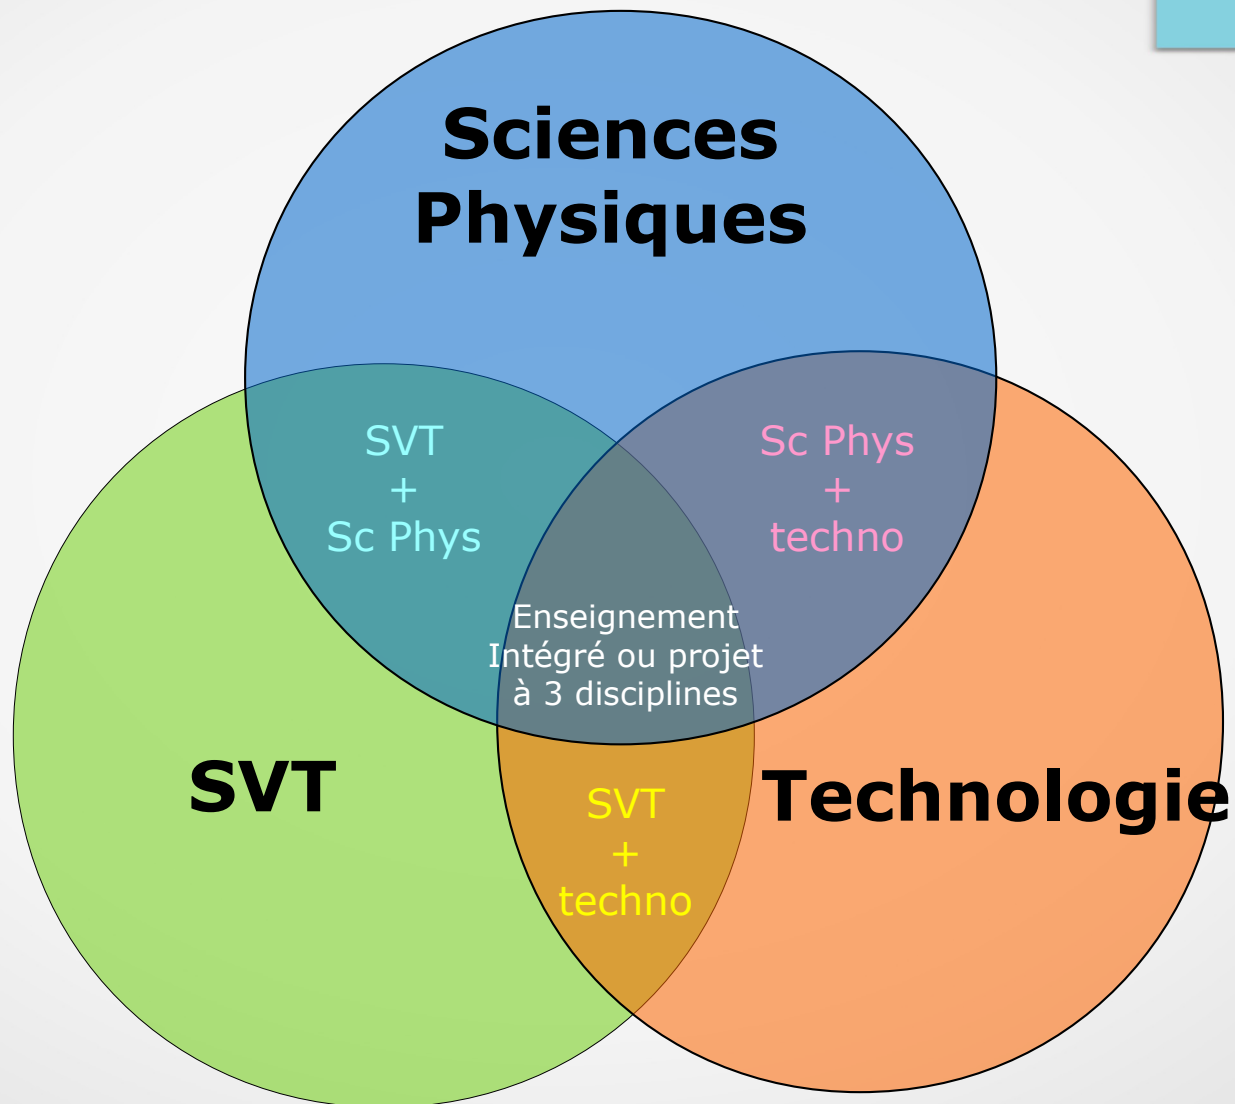 Sciences
Physiques
SVT
+
Sc Phys
Sc Phys
+
techno
Enseignement
Intégré ou projet
à 3 disciplines
SVT
Technologie
SVT
+
techno